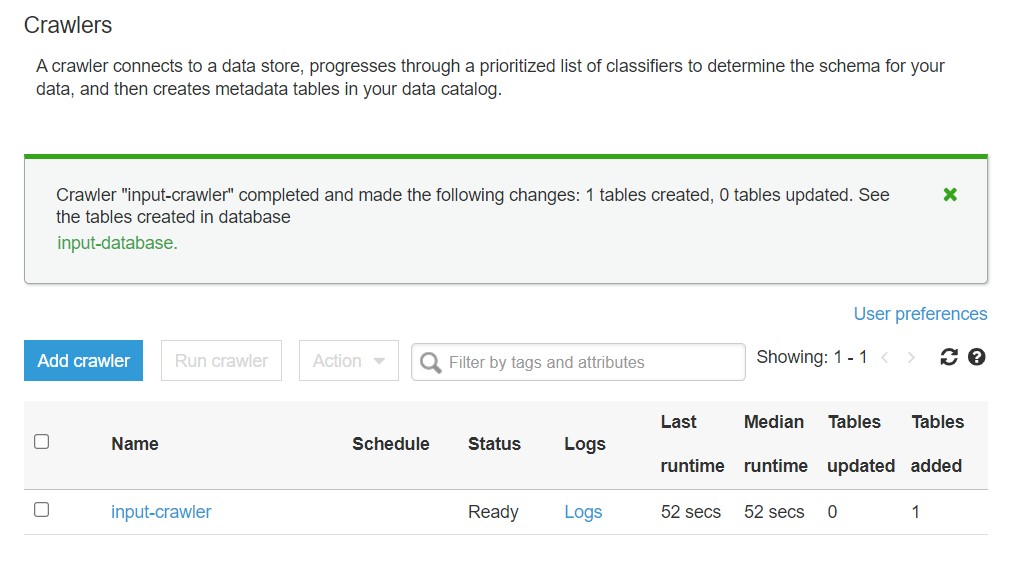 Crawlers
A crawler connects to a data store, progresses through a prioritized list of classifiers to determine the schema for your
data, and then creates metadata tables in your data catalog.
Crawler "input-crawler" completed and made the following changes: 1 tables created, 0 tables updated. See
the tables created in database
input-database.
User preferences
Add crawler Run crawler Action Filter by tags and attributes Showing: 1 - 1 < >
Name Schedule Status Logs Last runtime Median runtime Tables updated Tables added
input-crawler Ready Logs 52 secs 52 secs 0 1